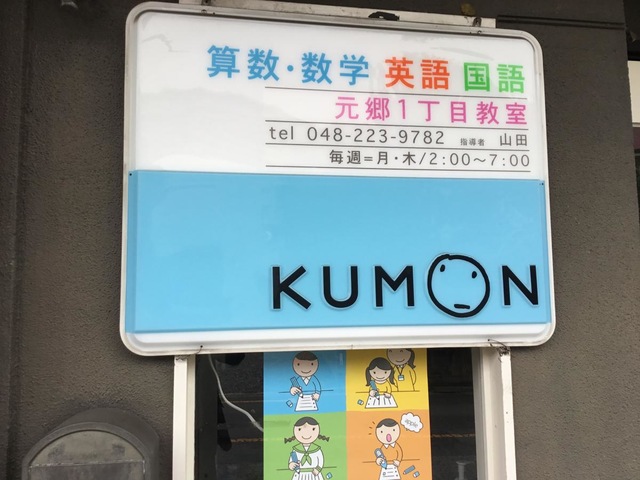 算数・数学 英語 国語
元郷1丁目教室
tel 048-223-9782 指導者 山田
毎週=月・木/2:00〜7:00
KUMON
apple